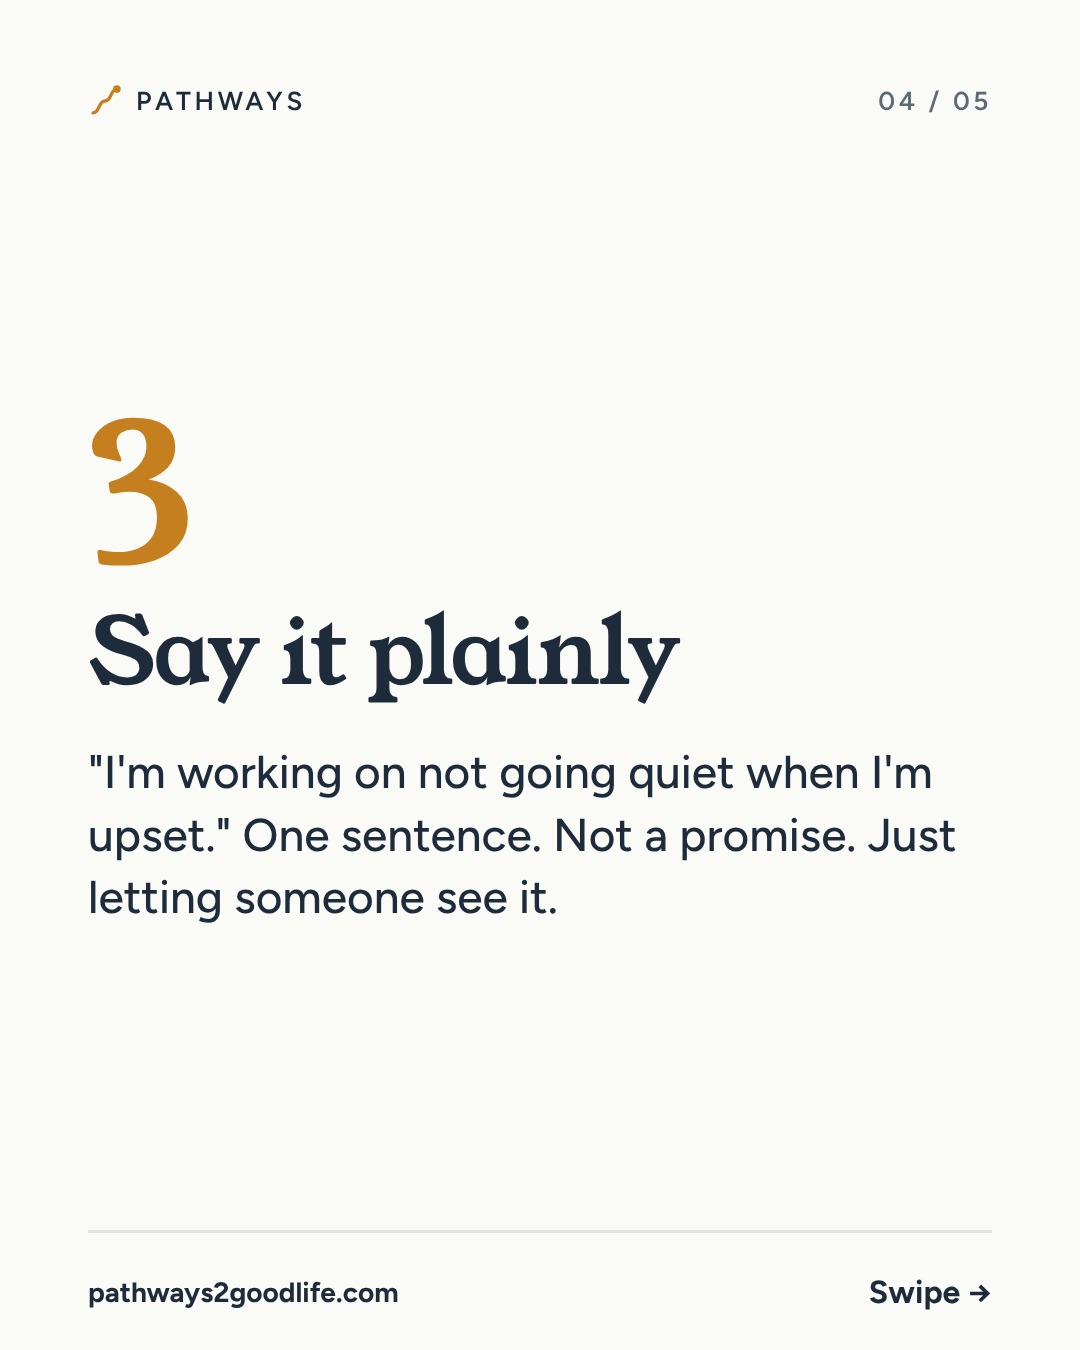 PATHWAYS
04 / 05
3
Say it plainly
"I'm working on not going quiet when I'm
upset." One sentence. Not a promise. Just
letting someone see it.
pathways2goodlife.com
Swipe →